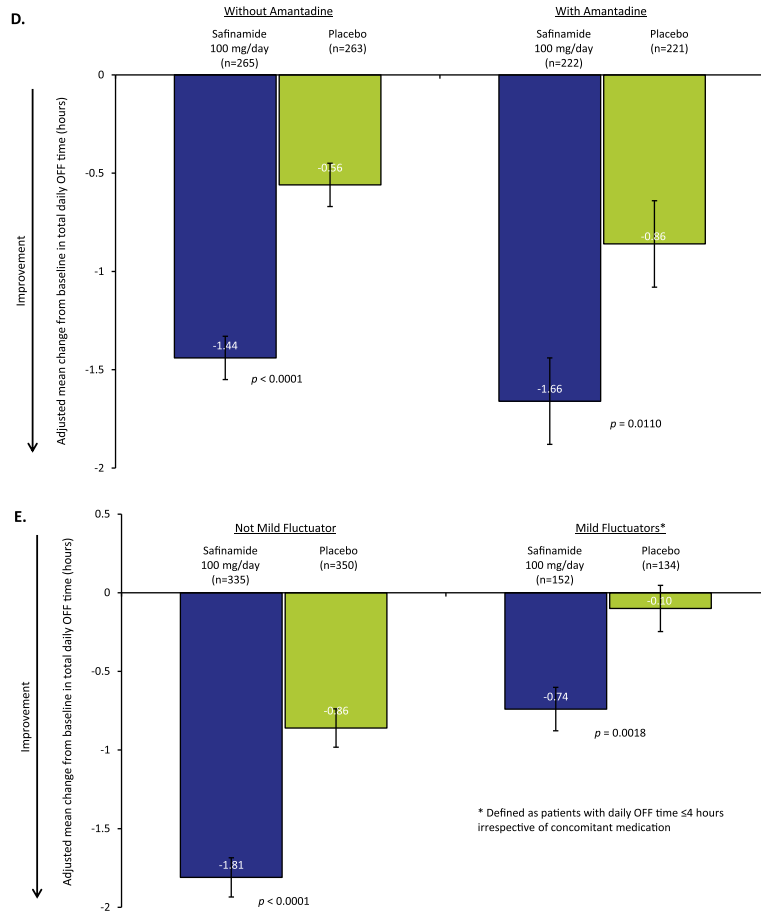 D.
Without Amantadine
With Amantadine
Safinamide
100 mg/day
(n=265)
Placebo
(n=263)
Safinamide
100 mg/day
(n=222)
Placebo
(n=221)
Adjusted mean change from baseline in total daily OFF time (hours)
Improvement
0
-0.5
-1
-1.5
-2
-1.44
-0.56
-1.66
-0.86
p < 0.0001
p = 0.0110
E.
Not Mild Fluctuator
Mild Fluctuators*
Safinamide
100 mg/day
(n=335)
Placebo
(n=350)
Safinamide
100 mg/day
(n=152)
Placebo
(n=134)
Adjusted mean change from baseline in total daily OFF time (hours)
Improvement
0.5
0
-0.5
-1
-1.5
-2
-1.81
-0.86
-0.74
-0.10
p < 0.0001
p = 0.0018
* Defined as patients with daily OFF time ≤4 hours
irrespective of concomitant medication